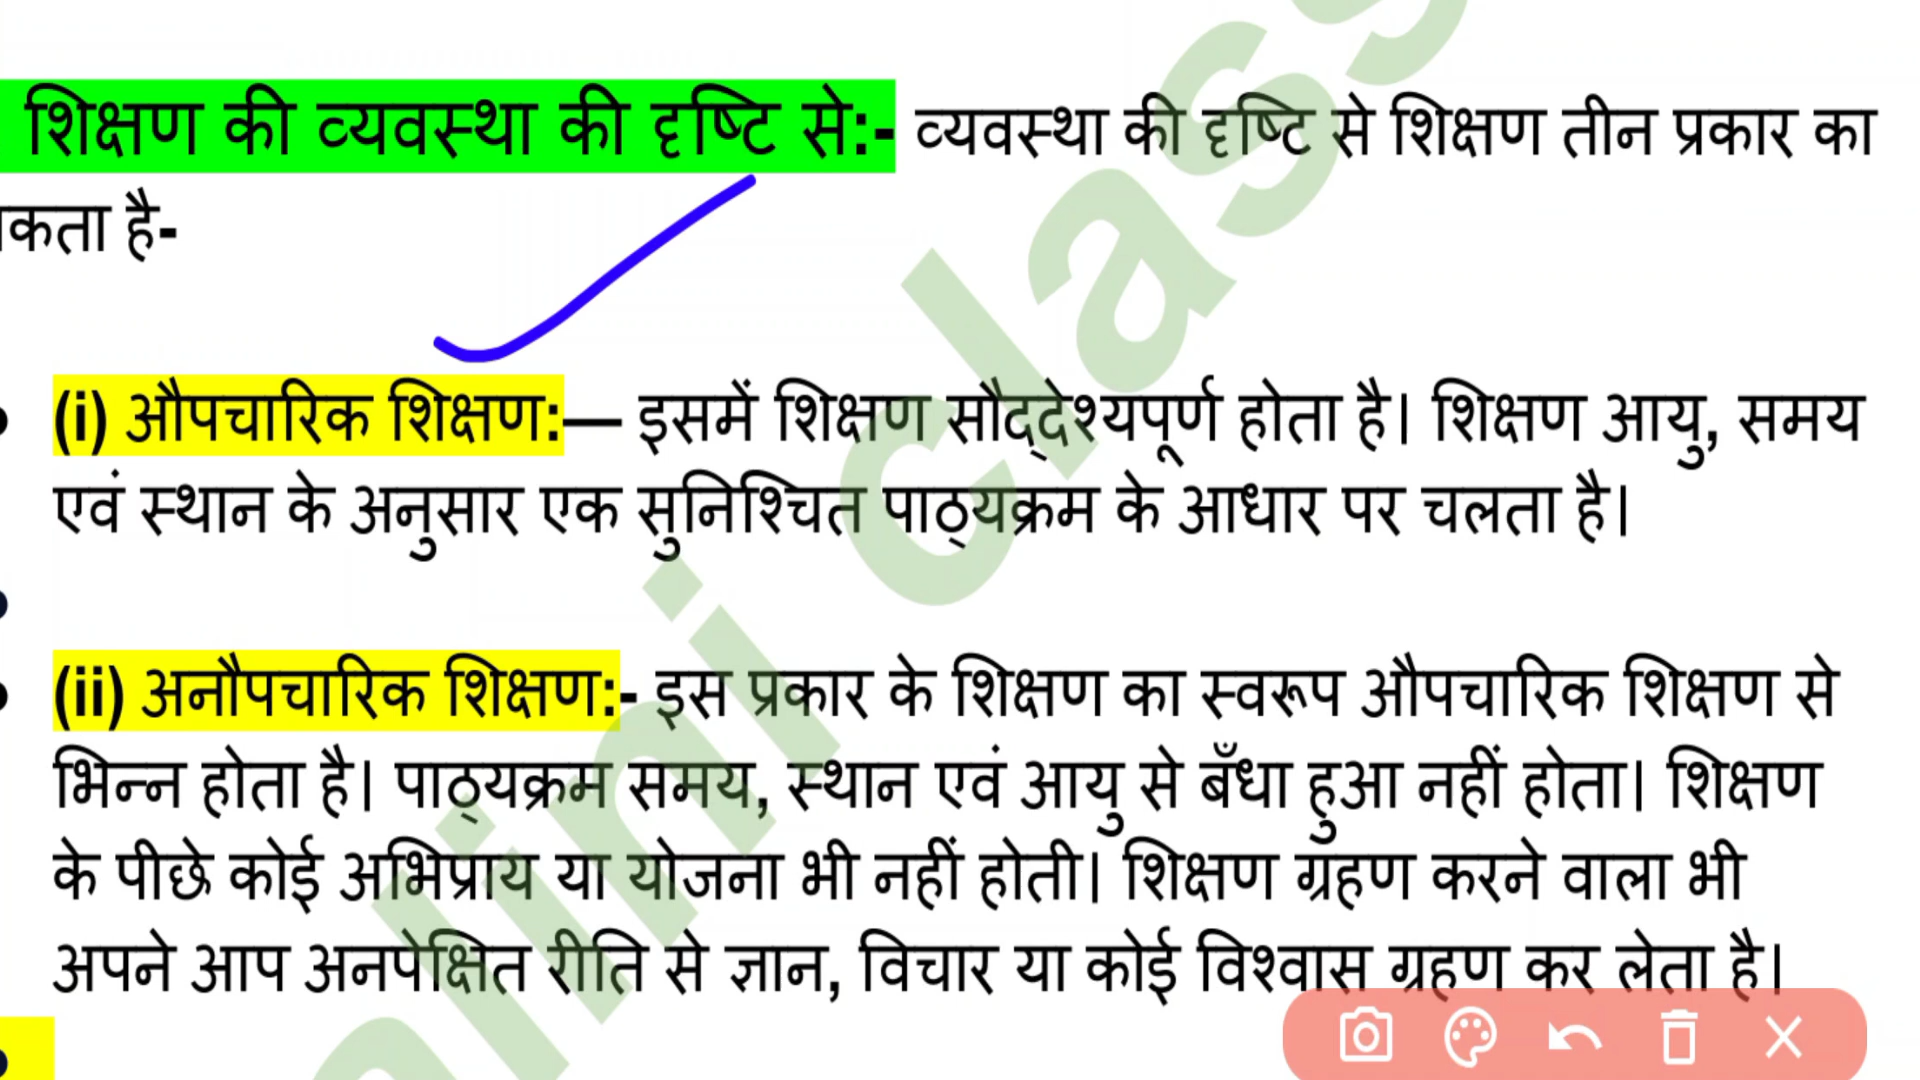 शिक्षण की व्यवस्था की दृष्टि से:- व्यवस्था की दृष्टि से शिक्षण तीन प्रकार का
कता है-
(i) औपचारिक शिक्षण:— इसमें शिक्षण सौद्देश्यपूर्ण होता है। शिक्षण आयु, समय
एवं स्थान के अनुसार एक सुनिश्चित पाठ्यक्रम के आधार पर चलता है।
(ii) अनौपचारिक शिक्षण:- इस प्रकार के शिक्षण का स्वरूप औपचारिक शिक्षण से
भिन्न होता है। पाठ्यक्रम समय, स्थान एवं आयु से बँधा हुआ नहीं होता। शिक्षण
के पीछे कोई अभिप्राय या योजना भी नहीं होती। शिक्षण ग्रहण करने वाला भी
अपने आप अनपेक्षित रीति से ज्ञान, विचार या कोई विश्वास ग्रहण कर लेता है।
alini class